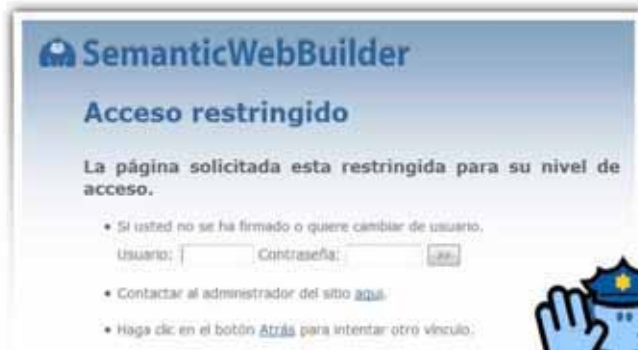 SemanticWebBuilder
Acceso restringido
La página solicitada esta restringida para su nivel de
acceso.
• Si usted no se ha firmado o quiere cambiar de usuario.
Usuario: Contraseña: >>
• Contactar al administrador del sitio aquí.
• Haga clic en el botón Atrás para intentar otro vínculo.